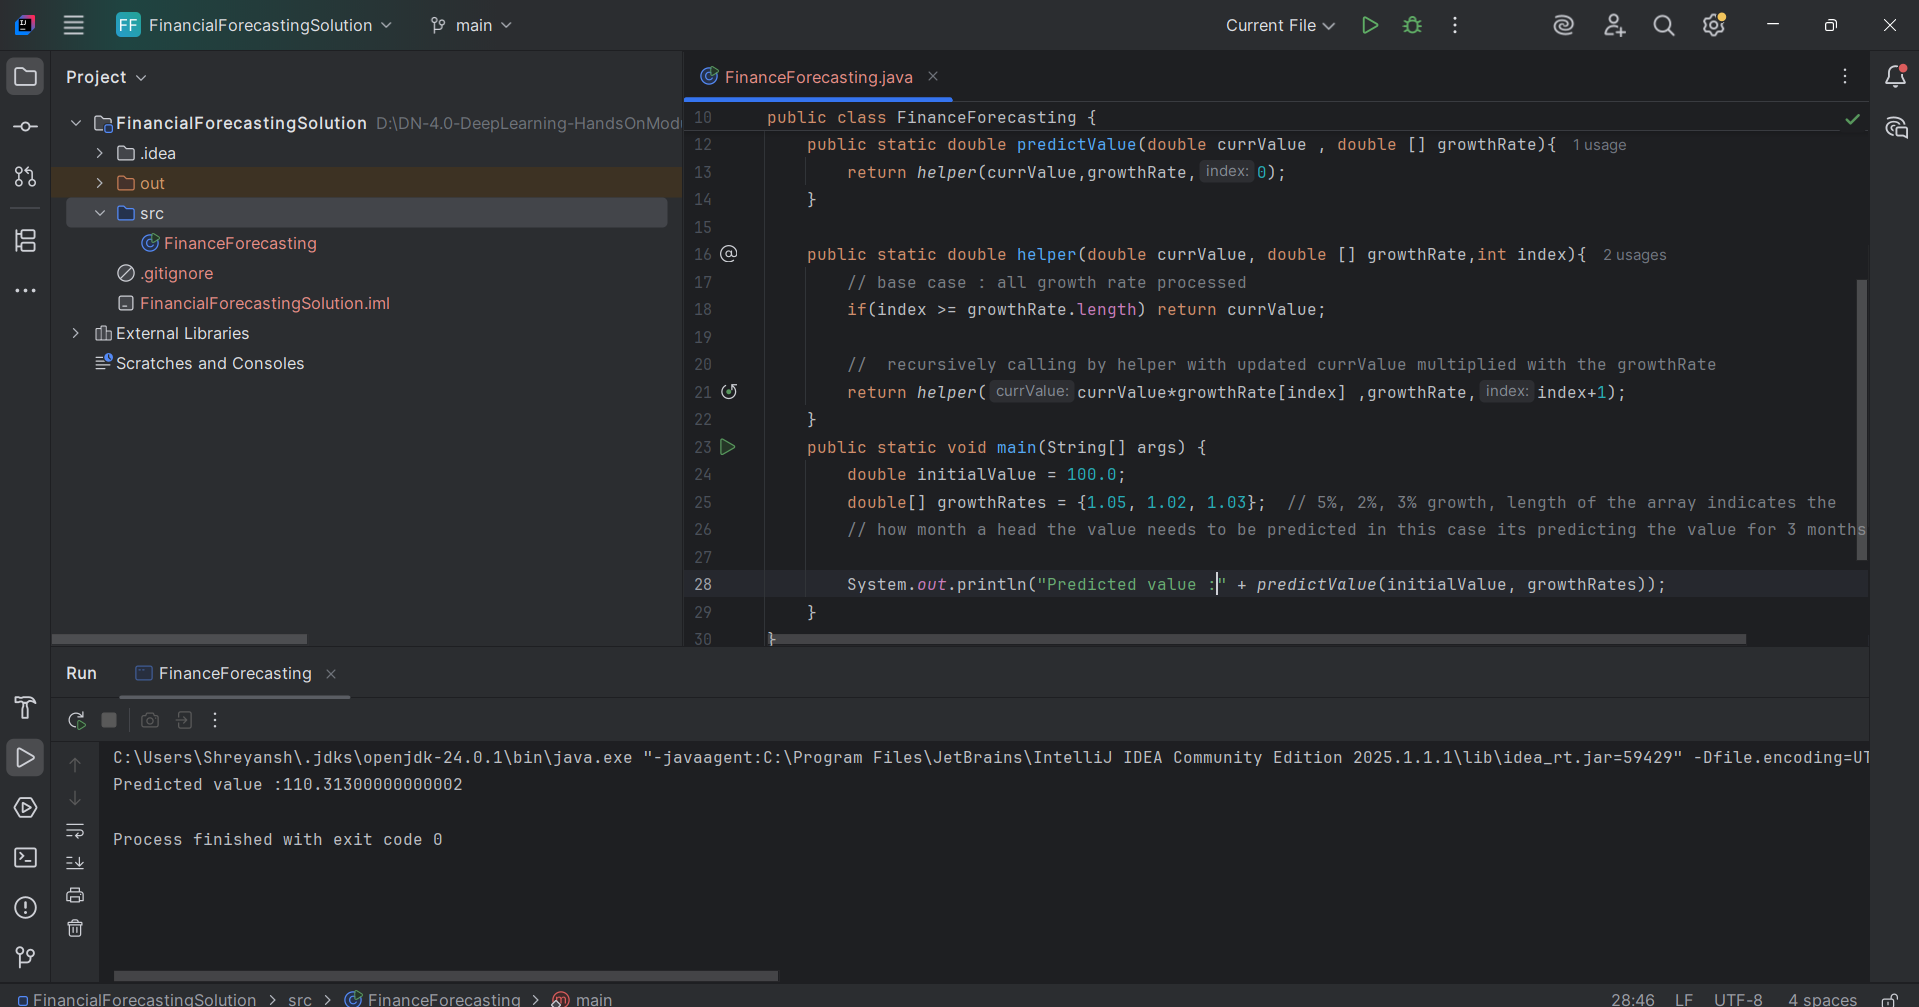 FF FinancialForecastingSolution main Current File
Project
FinancialForecastingSolution D:\DN-4.0-DeepLearning-HandsOnModu
.idea
out
src
FinanceForecasting
.gitignore
FinancialForecastingSolution.iml
External Libraries
Scratches and Consoles
FinanceForecasting.java
10 public class FinanceForecasting {
12 public static double predictValue(double currValue , double [] growthRate){ 1 usage
13 return helper(currValue,growthRate, index: 0);
14 }
15
16 @ public static double helper(double currValue, double [] growthRate,int index){ 2 usages
17 // base case : all growth rate processed
18 if(index >= growthRate.length) return currValue;
19
20 // recursively calling by helper with updated currValue multiplied with the growthRate
21 return helper( currValue: currValue*growthRate[index] ,growthRate, index: index+1);
22 }
23 public static void main(String[] args) {
24 double initialValue = 100.0;
25 double[] growthRates = {1.05, 1.02, 1.03}; // 5%, 2%, 3% growth, length of the array indicates the
26 // how month a head the value needs to be predicted in this case its predicting the value for 3 months
27
28 System.out.println("Predicted value :" + predictValue(initialValue, growthRates));
29 }
30 }
Run FinanceForecasting
C:\Users\Shreyansh\.jdks\openjdk-24.0.1\bin\java.exe "-javaagent:C:\Program Files\JetBrains\IntelliJ IDEA Community Edition 2025.1.1.1\lib\idea_rt.jar=59429" -Dfile.encoding=UT
Predicted value :110.31300000000002
Process finished with exit code 0
FinancialForecastingSolution > src > FinanceForecasting > m main 28:46 LF UTF-8 4 spaces